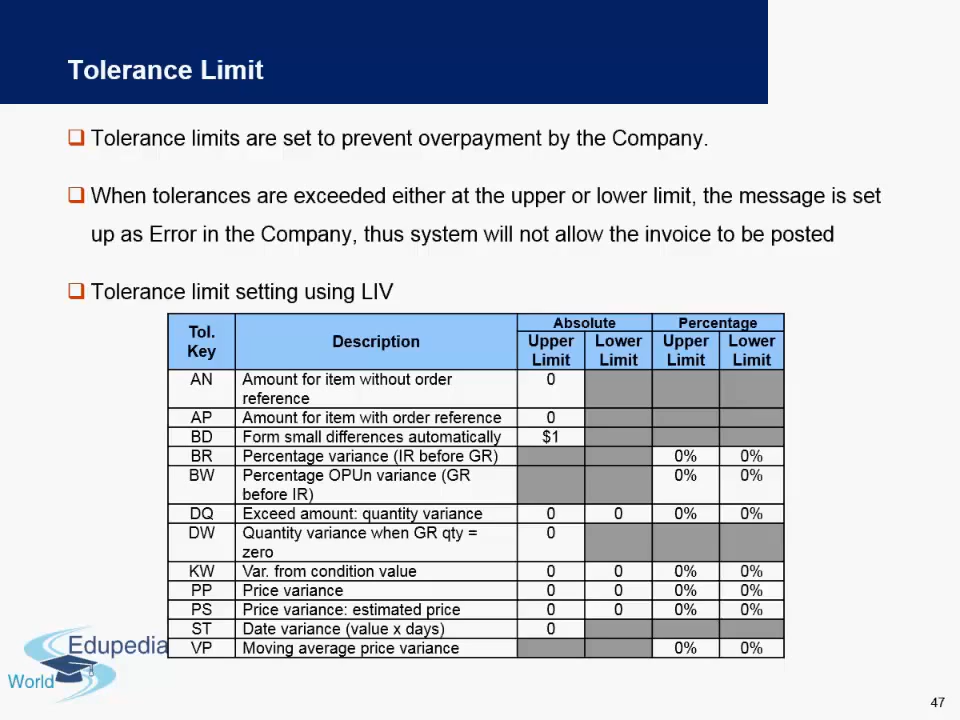 Tolerance Limit
Tolerance limits are set to prevent overpayment by the Company.
When tolerances are exceeded either at the upper or lower limit, the message is set
up as Error in the Company, thus system will not allow the invoice to be posted
Tolerance limit setting using LIV
Tol. Key Description Absolute Percentage
Upper Limit Lower Limit Upper Limit Lower Limit
AN Amount for item without order 0
reference
AP Amount for item with order reference 0
BD Form small differences automatically $1
BR Percentage variance (IR before GR) 0% 0%
BW Percentage OPUn variance (GR 0% 0%
before IR)
DQ Exceed amount: quantity variance 0 0 0% 0%
DW Quantity variance when GR qty = 0
zero
KW Var. from condition value 0 0 0% 0%
PP Price variance 0 0 0% 0%
PS Price variance: estimated price 0 0 0% 0%
ST Date variance (value x days) 0
VP Moving average price variance 0% 0%
Edupedia
World
47